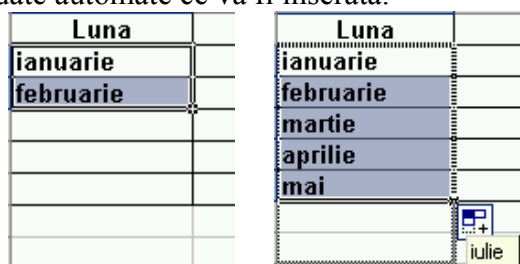 date automate ce va fi inserată.
Luna
ianuarie
februarie
Luna
ianuarie
februarie
martie
aprilie
mai
iulie